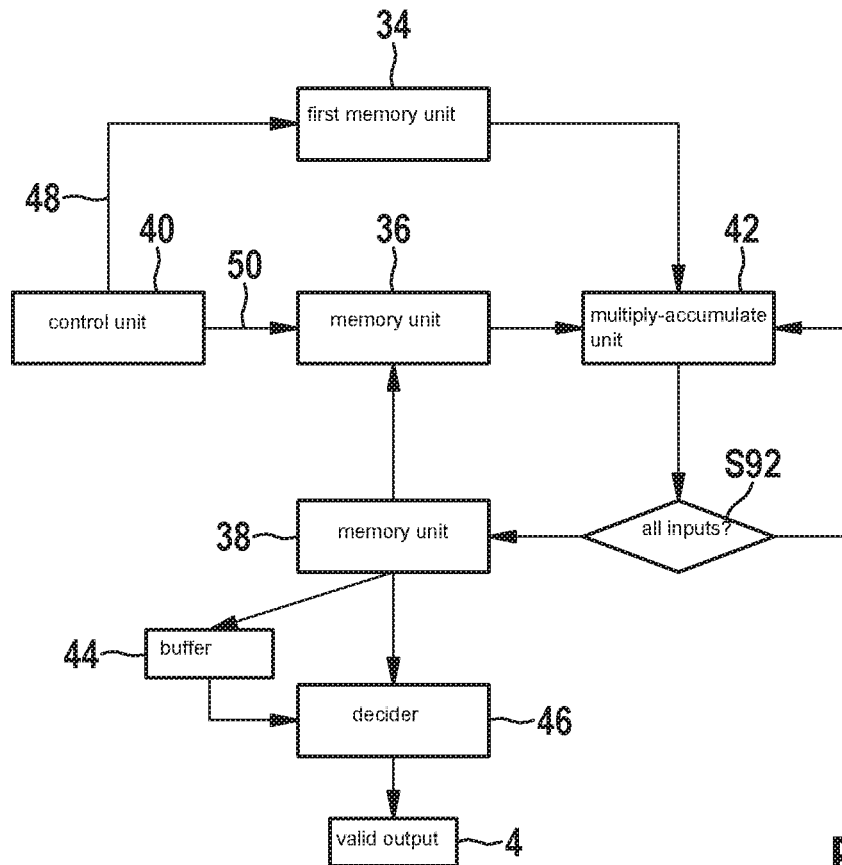 34
first memory unit
48
40
50
36
42
control unit
memory unit
multiply-accumulate
unit
S92
38
memory unit
all inputs?
44
buffer
decider
46
valid output
4